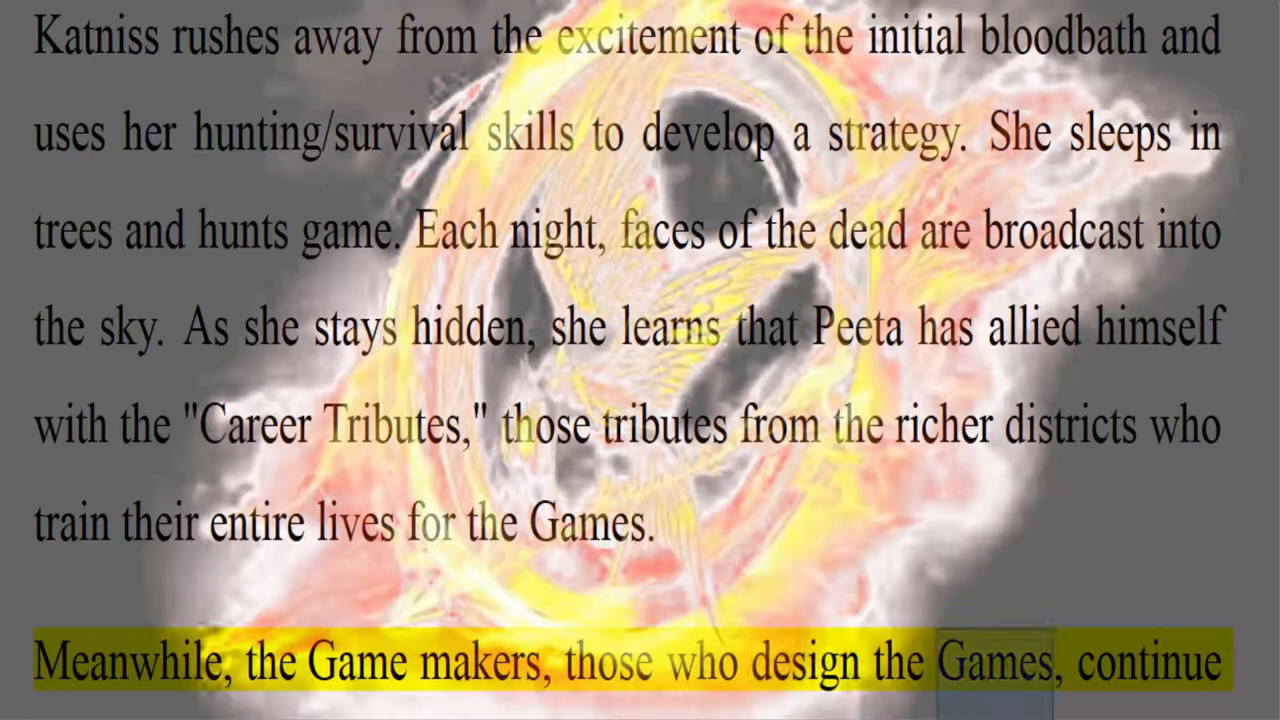 Katniss rushes away from the excitement of the initial bloodbath and
uses her hunting/survival skills to develop a strategy. She sleeps in
trees and hunts game. Each night, faces of the dead are broadcast into
the sky. As she stays hidden, she learns that Peeta has allied himself
with the "Career Tributes," those tributes from the richer districts who
train their entire lives for the Games.
Meanwhile, the Game makers, those who design the Games, continue